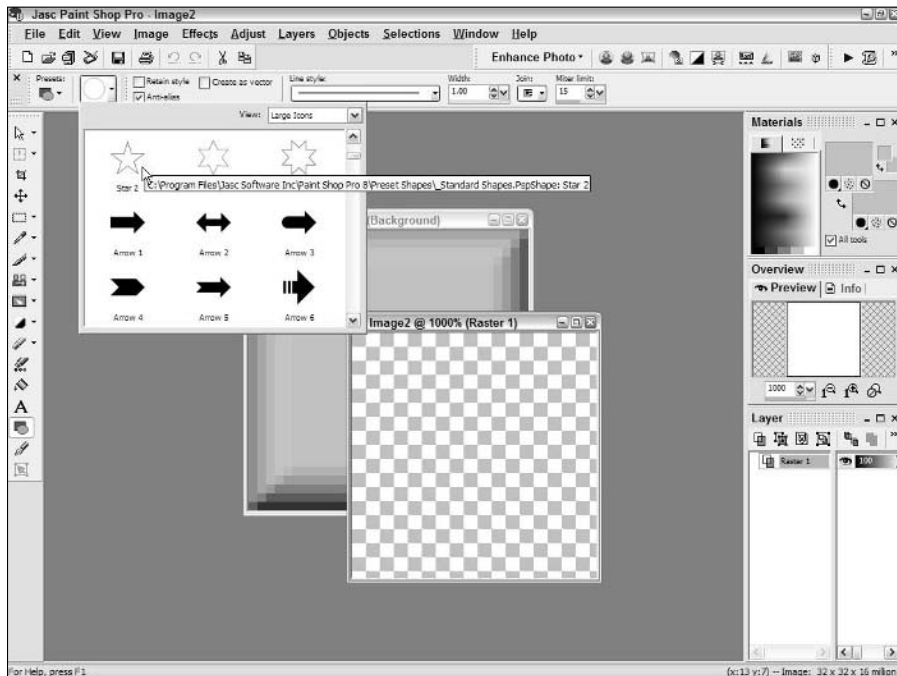 Jasc Paint Shop Pro - Image2
File Edit View Image Effects Adjust Layers Objects Selections Window Help
Enhance Photo
Presets:
Retain style
Create as vector
Anti-alias
Line style:
Width:
1.00
Join:
Miter limit:
15
View: Large Icons
Star 2
C:\Program Files\Jasc Software Inc\Paint Shop Pro 8\Preset Shapes\_Standard Shapes.PspShape: Star 2
Arrow 1 Arrow 2 Arrow 3
Arrow 4 Arrow 5 Arrow 6
(Background)
Image2 @ 1000% (Raster 1)
Materials
All tools
Overview
Preview Info
1000
Layer
Raster 1
100
For Help, press F1
(x:13 y:7) -- Image: 32 x 32 x 16 million